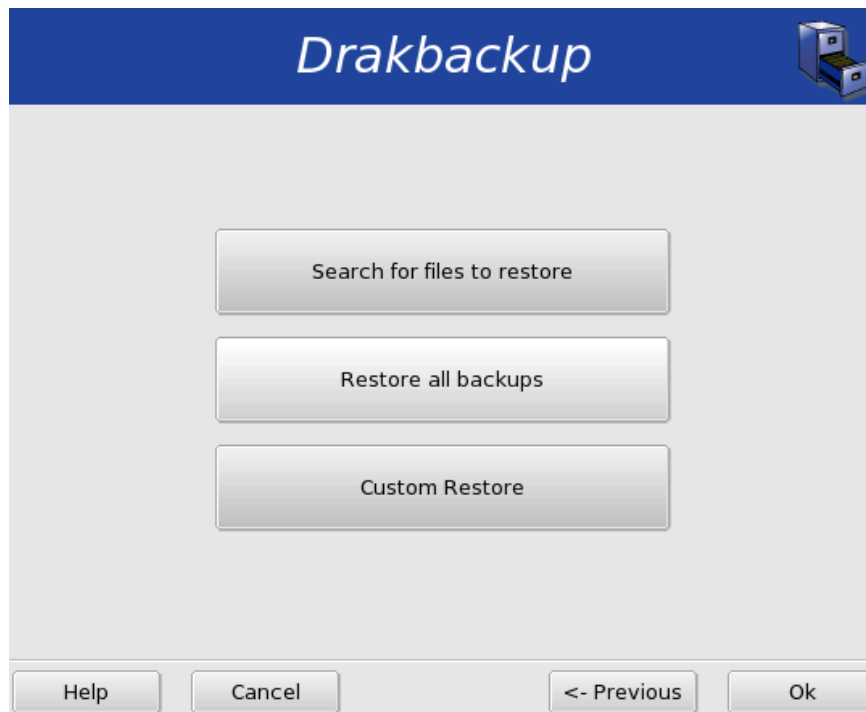 Drakbackup
Search for files to restore
Restore all backups
Custom Restore
Help
Cancel
<- Previous
Ok